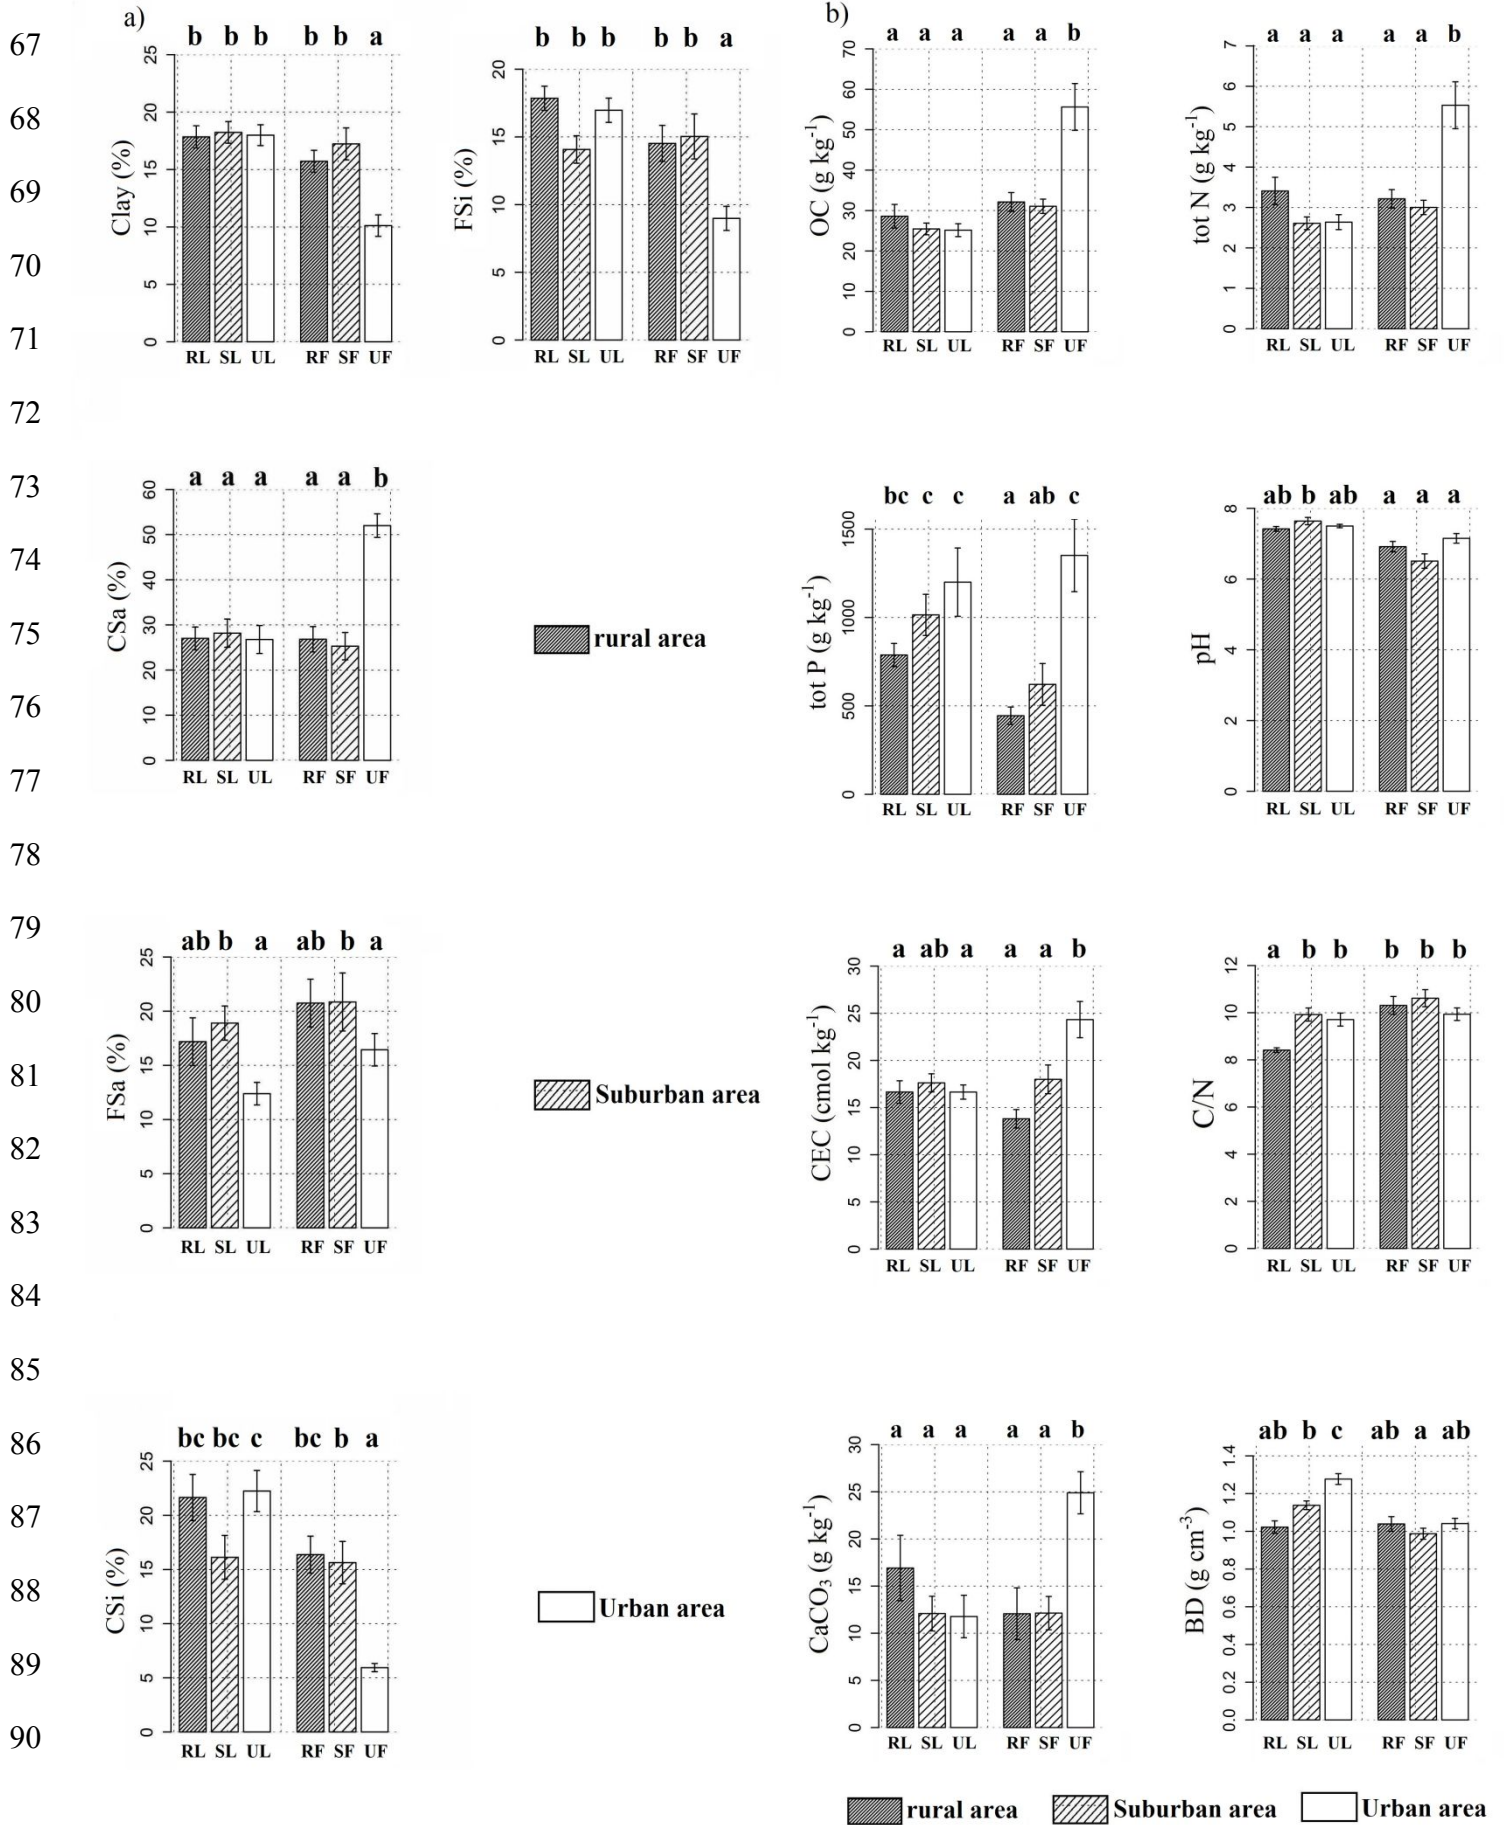 67
68
69
70
71
72
73
74
75
76
77
78
79
80
81
82
83
84
85
86
87
88
89
90
a)
b b b b b a
Clay (%)
25
20
15
10
5
0
RL SL UL RF SF UF
b b b b b a
FSi (%)
20
15
10
5
0
RL SL UL RF SF UF
a a a a a b
CSa (%)
60
50
40
30
20
10
0
RL SL UL RF SF UF
rural area
ab b a ab b a
FSa (%)
25
20
15
10
5
0
RL SL UL RF SF UF
Suburban area
bc bc c bc b a
CSi (%)
25
20
15
10
5
0
RL SL UL RF SF UF
Urban area
b)
a a a a a b
OC (g kg-1)
70
60
50
40
30
20
10
0
RL SL UL RF SF UF
a a a a a b
tot N (g kg-1)
7
6
5
4
3
2
1
0
RL SL UL RF SF UF
bc c c a ab c
tot P (g kg-1)
1500
1000
500
0
RL SL UL RF SF UF
ab b ab a a a
pH
8
6
4
2
0
RL SL UL RF SF UF
a ab a a a b
CEC (cmol kg-1)
30
25
20
15
10
5
0
RL SL UL RF SF UF
a b b b b b
C/N
12
10
8
6
4
2
0
RL SL UL RF SF UF
a a a a a b
CaCO3 (g kg-1)
30
25
20
15
10
5
0
RL SL UL RF SF UF
ab b c ab a ab
BD (g cm-3)
1.4
1.2
1.0
0.8
0.6
0.4
0.2
0.0
RL SL UL RF SF UF
rural area Suburban area Urban area